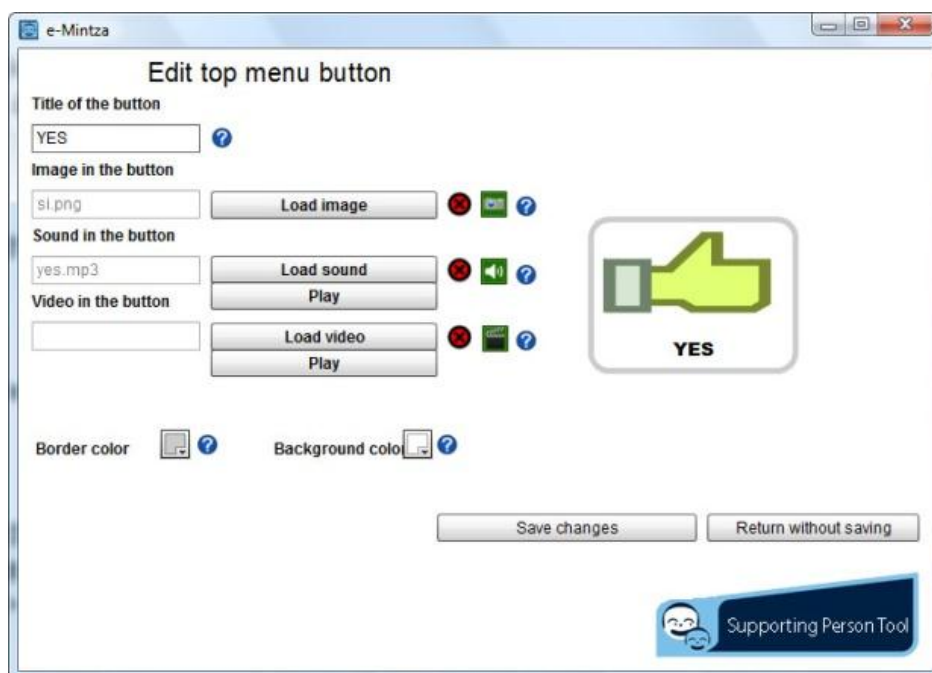 e-Mintza
Edit top menu button
Title of the button
YES
Image in the button
si.png Load image
Sound in the button
yes.mp3 Load sound
Play
Video in the button
Load video
Play
YES
Border color Background color
Save changes Return without saving
Supporting Person Tool